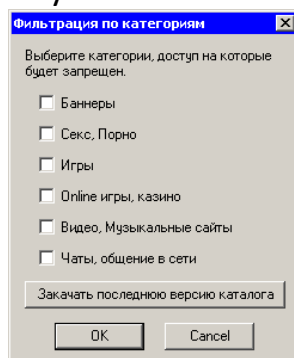 Фильтрация по категориям
Выберите категории, доступ на которые
будет запрещен.
Баннеры
Секс, Порно
Игры
Online игры, казино
Видео, Музыкальные сайты
Чаты, общение в сети
Закачать последнюю версию каталога
OK
Cancel